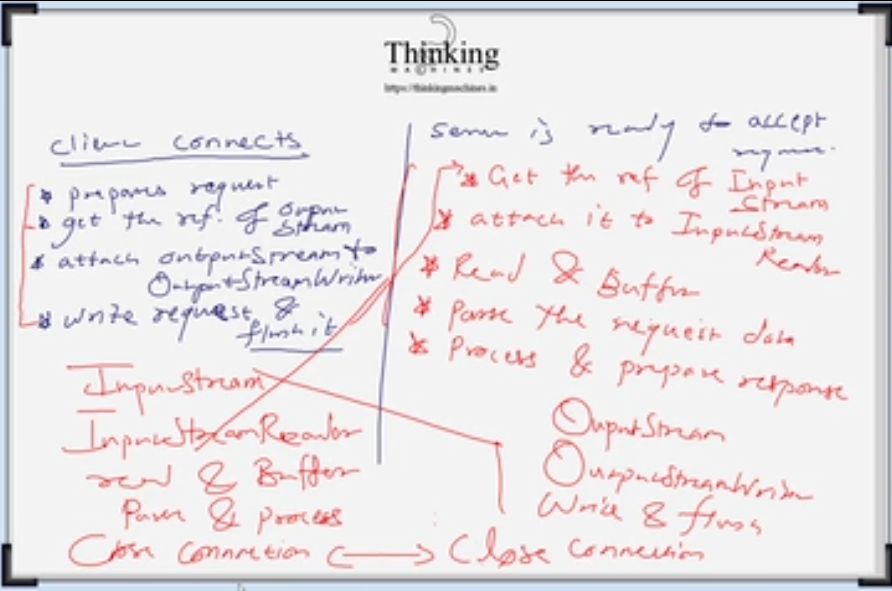 Thinking
MACHINES
https://thinkingmachines.in
client connects
* prepares request
* get the ref. of Output
Stream
* attach outputStream to
OutputStreamWriter
* write request &
flush it
InputStream
InputStreamReader
read & Buffer
Parse & process
Close connection
Server is ready to accept
request.
* Get the ref of Input
Stream
* attach it to InputStream
Reader
* Read & Buffer
* Parse the request data
* Process & prepare response
OutputStream
OutputStreamWriter
Write & flush
Close connection